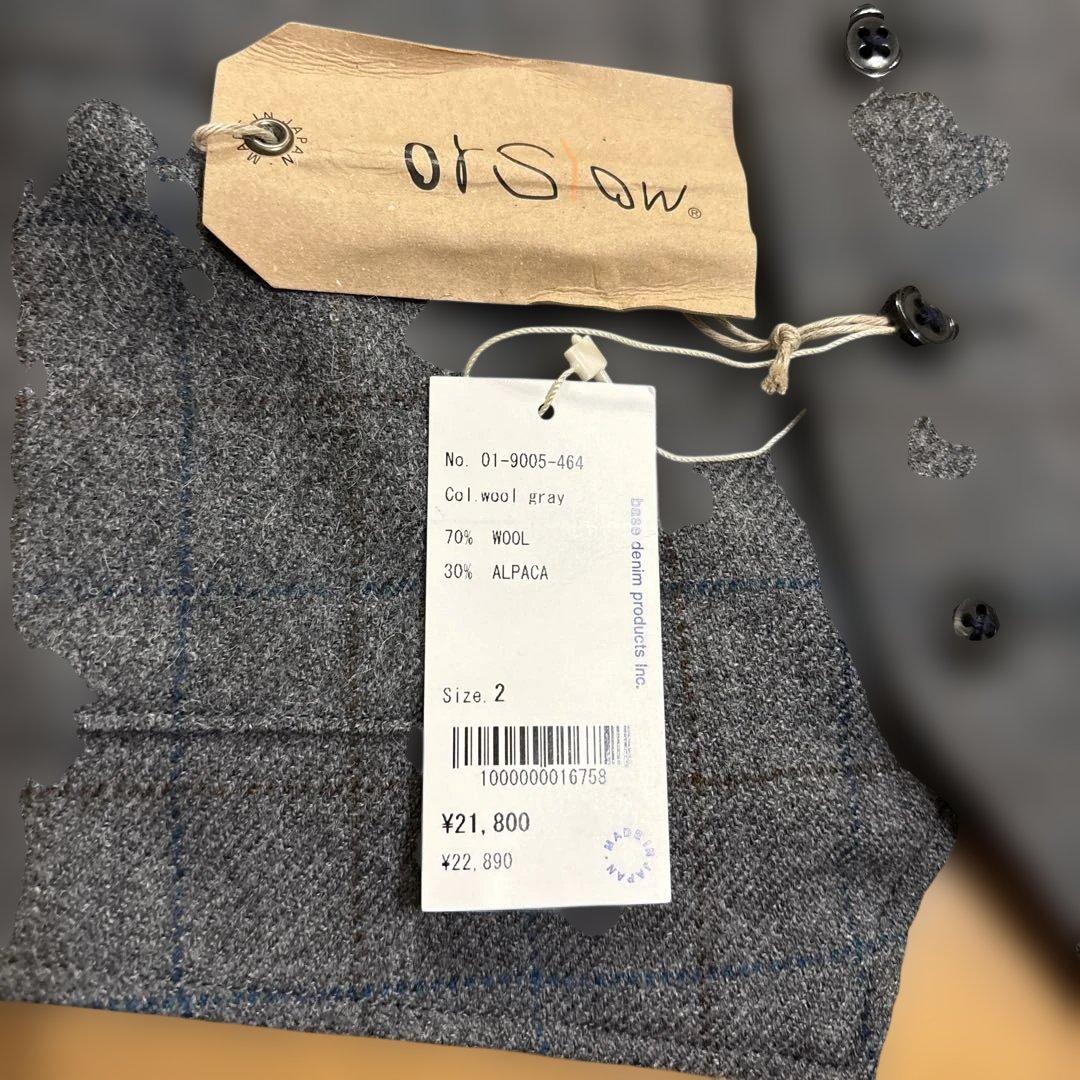 MADE IN JAPAN
orSlow®
No. 01-9005-464
Col.wool gray
70% WOOL
30% ALPACA
base denim products Inc.
Size.2
1000000016758
¥21,800
¥22,890
MADE IN JAPAN